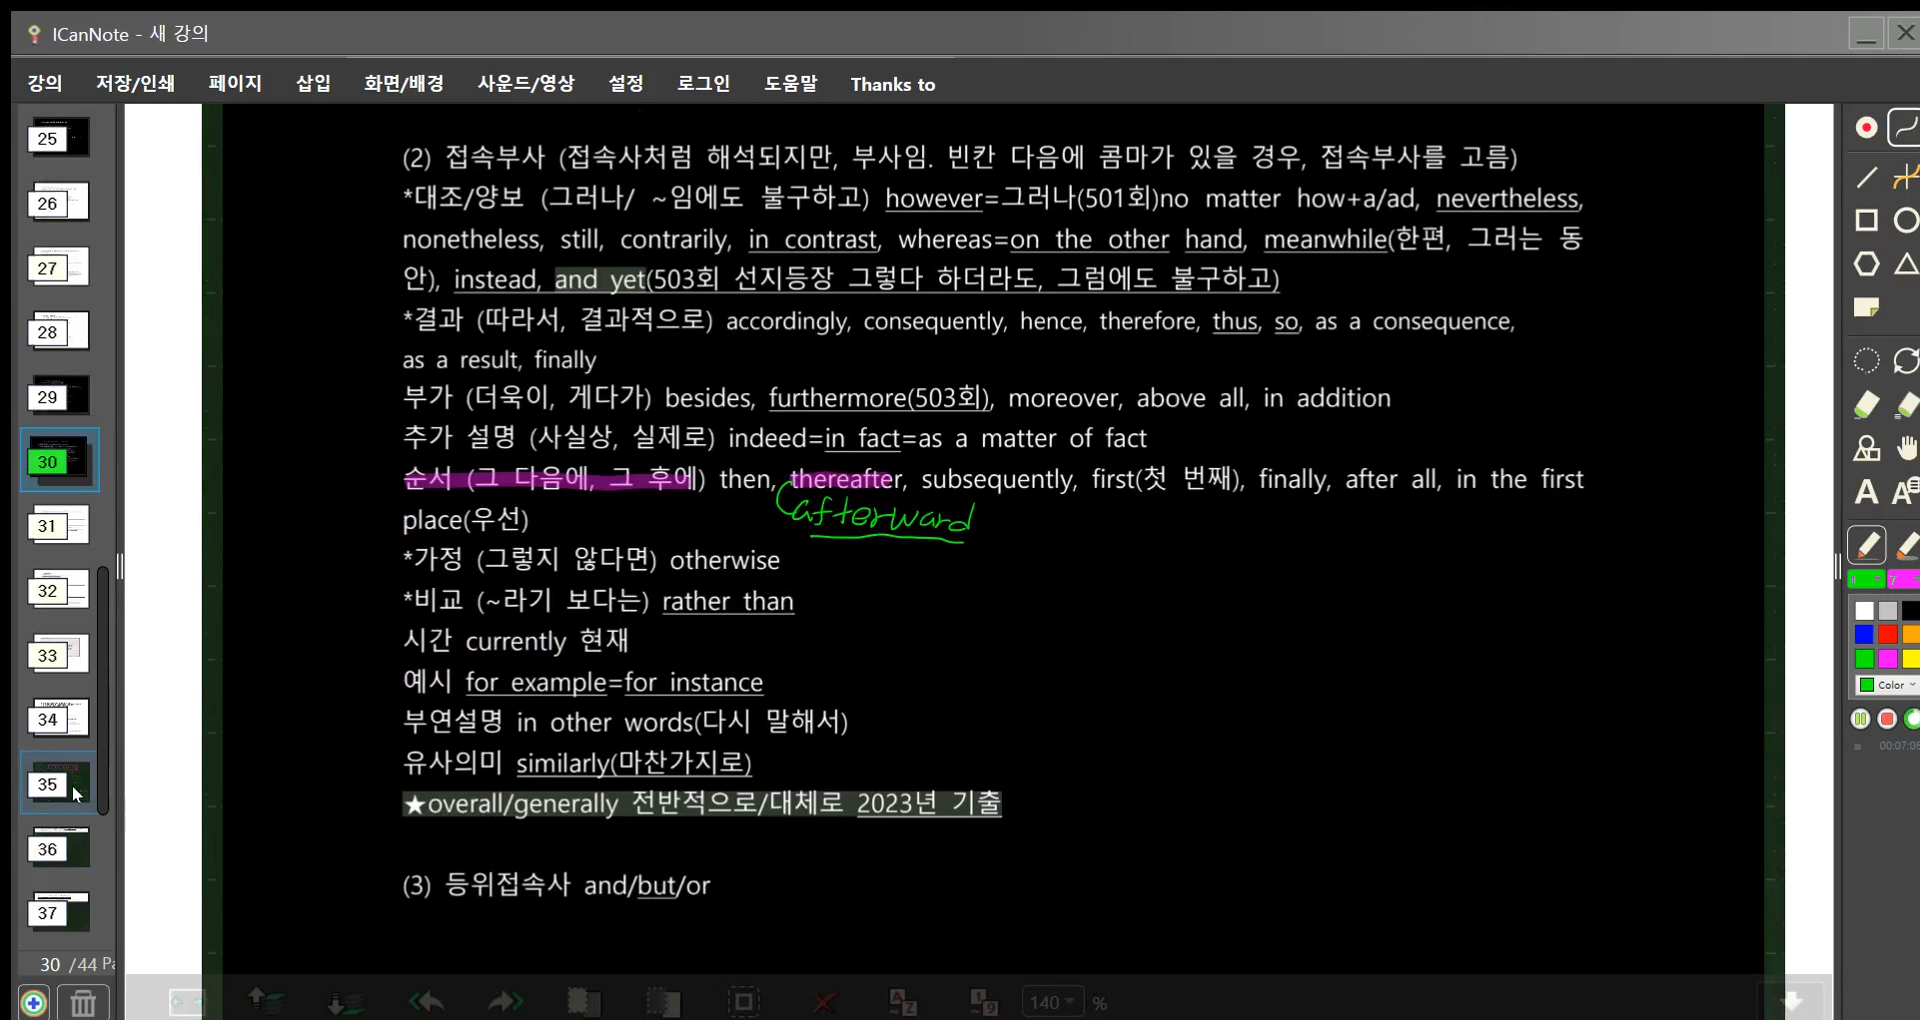 ICanNote - 새 강의
강의 저장/인쇄 페이지 삽입 화면/배경 사운드/영상 설정 로그인 도움말 Thanks to
25
26
27
28
29
30
31
32
33
34
35
36
37
30 /44 Pa
(2) 접속부사 (접속사처럼 해석되지만, 부사임. 빈칸 다음에 콤마가 있을 경우, 접속부사를 고름)
*대조/양보 (그러나/ ~임에도 불구하고) however=그러나(501회)no matter how+a/ad, nevertheless,
nonetheless, still, contrarily, in contrast, whereas=on the other hand, meanwhile(한편, 그러는 동
안), instead, and yet(503회 선지등장 그렇다 하더라도, 그럼에도 불구하고)
*결과 (따라서, 결과적으로) accordingly, consequently, hence, therefore, thus, so, as a consequence,
as a result, finally
부가 (더욱이, 게다가) besides, furthermore(503회), moreover, above all, in addition
추가 설명 (사실상, 실제로) indeed=in fact=as a matter of fact
순서 (그 다음에, 그 후에) then, thereafter, subsequently, first(첫 번째), finally, after all, in the first
place(우선)
afterward
*가정 (그렇지 않다면) otherwise
*비교 (~라기 보다는) rather than
시간 currently 현재
예시 for example=for instance
부연설명 in other words(다시 말해서)
유사의미 similarly(마찬가지로)
★overall/generally 전반적으로/대체로 2023년 기출
(3) 등위접속사 and/but/or
140 %
Color